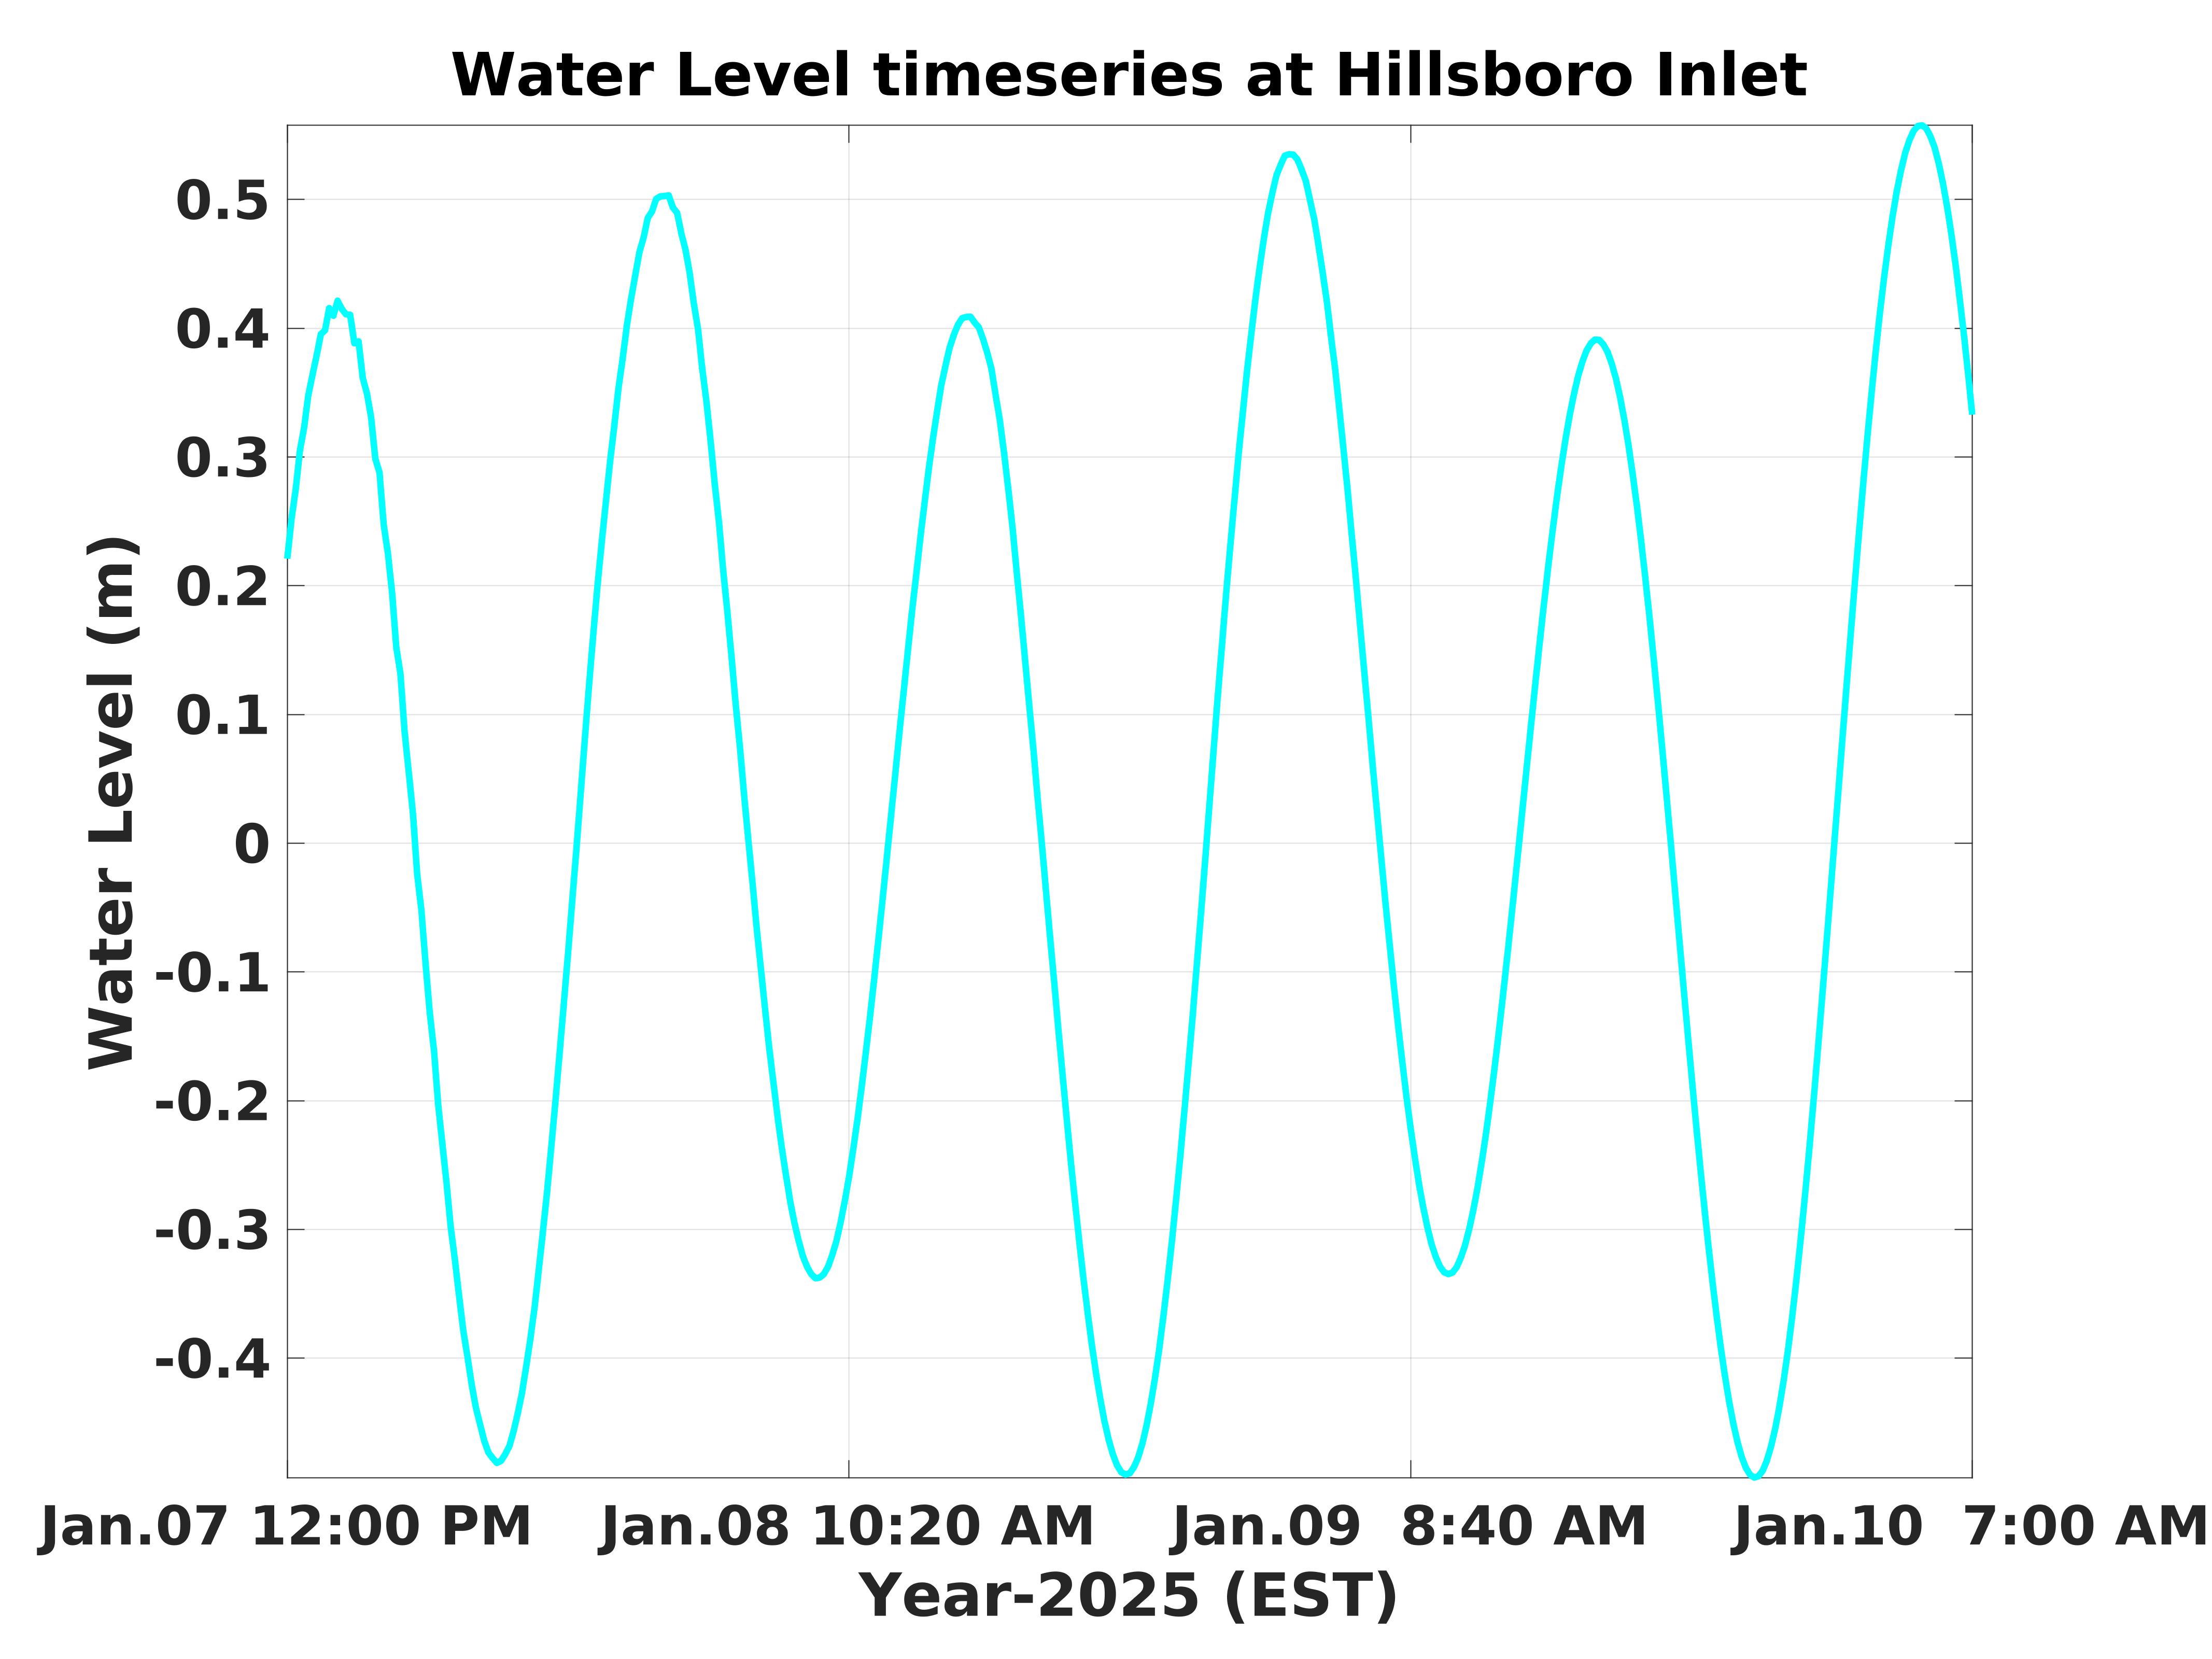 Water Level timeseries at Hillsboro Inlet
0.5
0.4
0.3
0.2
0.1
0
-0.1
-0.2
-0.3
-0.4
Water Level (m)
Jan.07 12:00 PM Jan.08 10:20 AM Jan.09 8:40 AM Jan.10 7:00 AM
Year-2025 (EST)